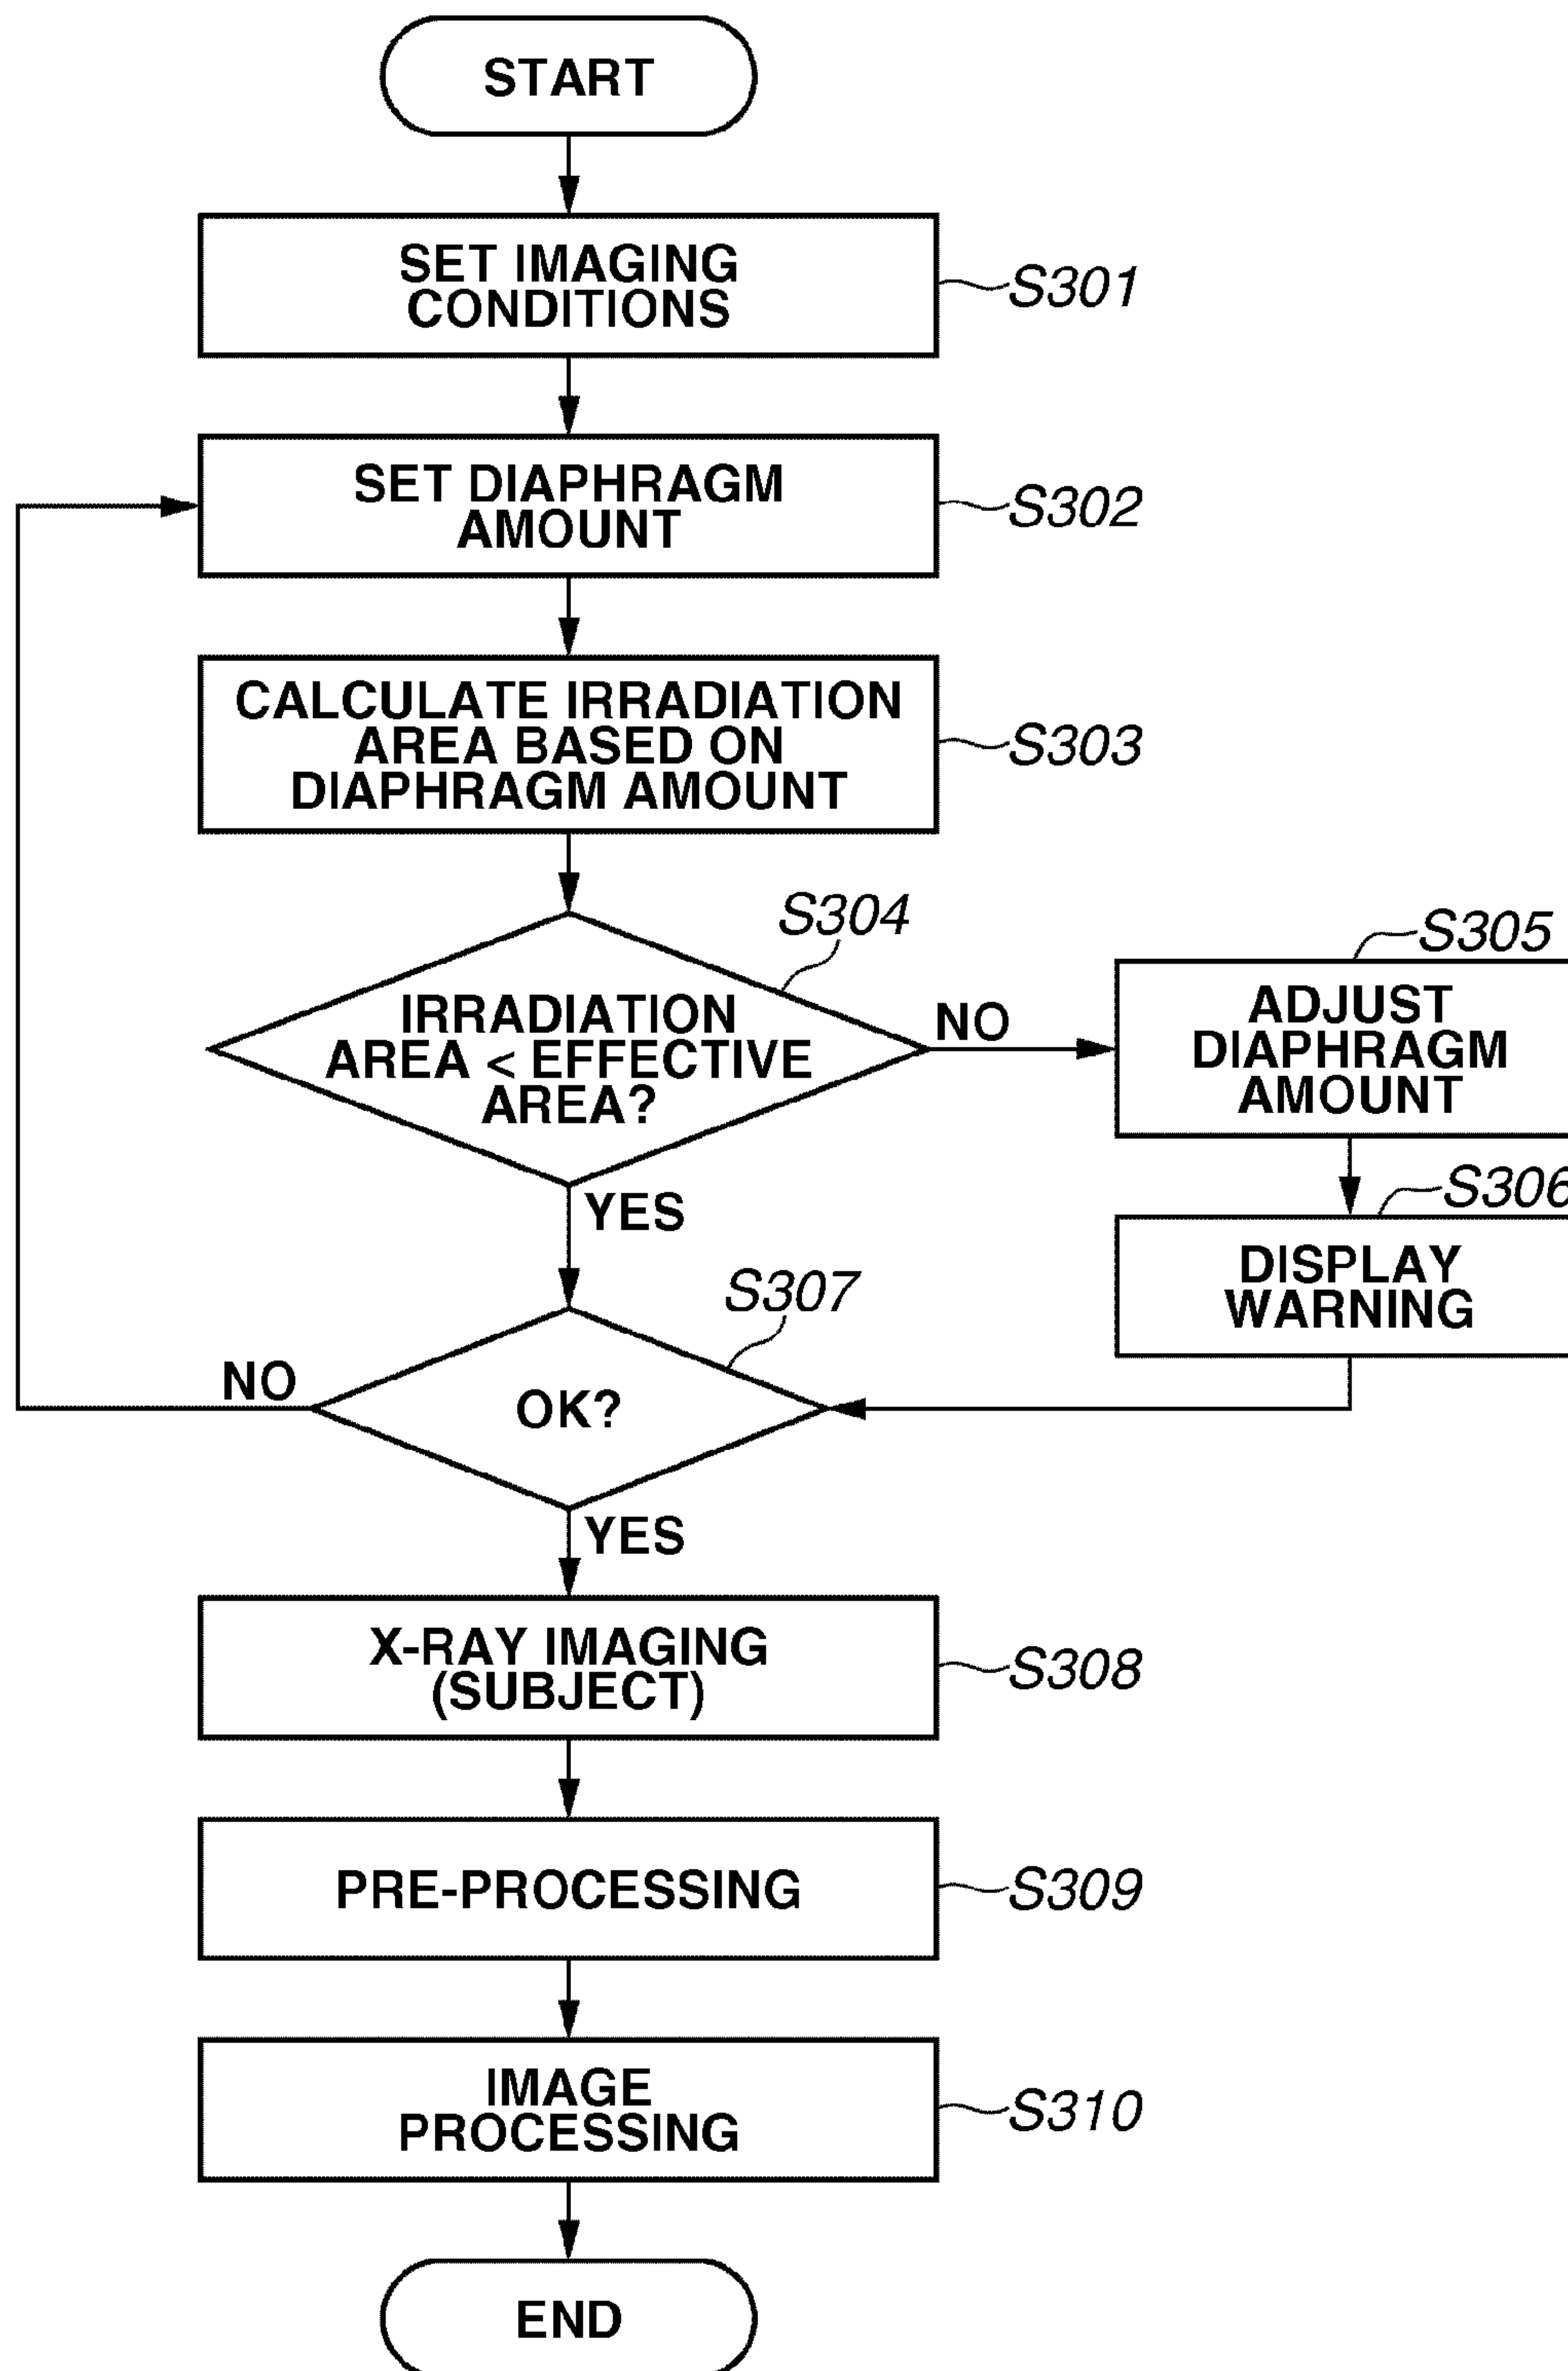 START
SET IMAGING
CONDITIONS
S301
SET DIAPHRAGM
AMOUNT
S302
CALCULATE IRRADIATION
AREA BASED ON
DIAPHRAGM AMOUNT
S303
S304
IRRADIATION
AREA < EFFECTIVE
AREA?
NO
S305
ADJUST
DIAPHRAGM
AMOUNT
YES
S306
DISPLAY
WARNING
S307
OK?
NO
YES
X-RAY IMAGING
(SUBJECT)
S308
PRE-PROCESSING
S309
IMAGE
PROCESSING
S310
END